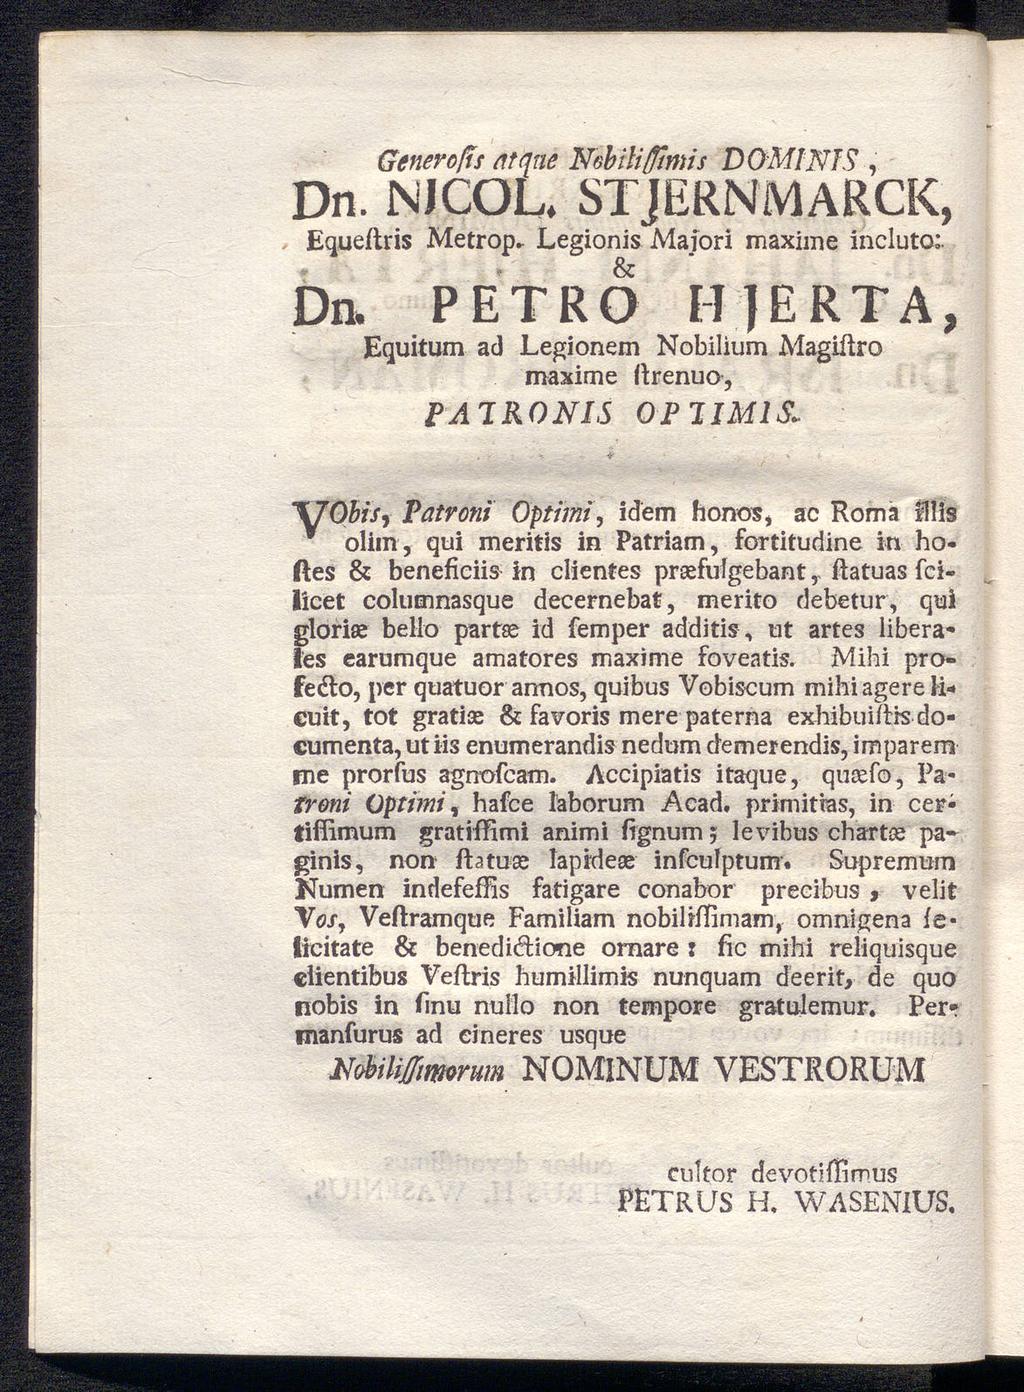 Generoſis atque Nobiliſſimis DOMINIS,
Dn. NJCOL. STJERNMARCK,
Equeſtris Metrop. Legionis Majori maxime incluto:
&
Dn. PETRO HJERTA,
Equitum ad Legionem Nobilium Magiſtro
maxime ſtrenuo,
PATRONIS OPTIMIS.
VObis, Patroni Optimi, idem honos, ac Roma illis
olim, qui meritis in Patriam, fortitudine in ho-
ſtes & beneficiis in clientes præfulgebant, ſtatuas ſci-
licet columnasque decernebat, merito debetur, qui
gloriæ bello partæ id ſemper additis, ut artes libera-
les earumque amatores maxime foveatis. Mihi pro-
fecto, per quatuor annos, quibus Vobiscum mihi agere li-
cuit, tot gratiæ & favoris mere paterna exhibuiſtis do-
cumenta, ut iis enumerandis nedum demerendis, imparem
me prorſus agnoſcam. Accipiatis itaque, quæſo, Pa-
troni Optimi, haſce laborum Acad. primitias, in cer-
tiſſimum gratiſſimi animi ſignum; levibus chartæ pa-
ginis, non ſtatuæ lapideæ inſculptum. Supremum
Numen indefeſſis fatigare conabor precibus, velit
Vos, Veſtramque Familiam nobiliſſimam, omnigena fe-
licitate & benedictione ornare: ſic mihi reliquisque
clientibus Veſtris humillimis nunquam deerit, de quo
nobis in ſinu nullo non tempore gratulemur. Per-
manſurus ad cineres usque
Nobiliſſimorum NOMINUM VESTRORUM
cultor devotiſſimus
PETRUS H. WASENIUS.